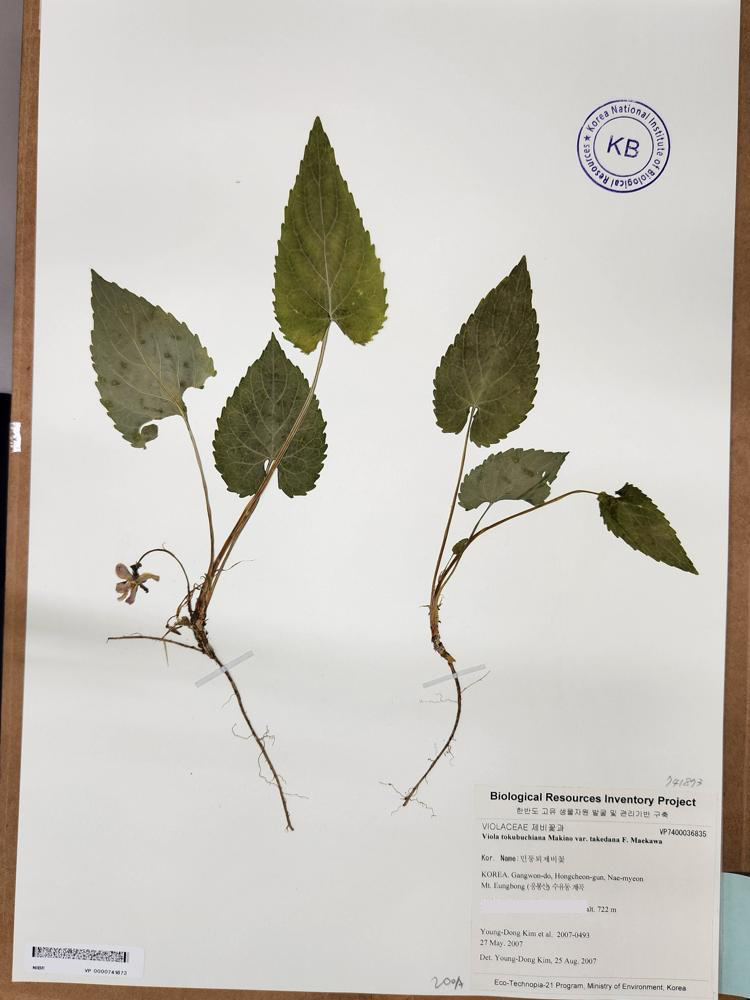 Korea National Institute of Biological Resources ★
KB
741873
Biological Resources Inventory Project
한반도 고유 생물자원 발굴 및 관리기반 구축
VIOLACEAE 제비꽃과
VP7400036835
Viola tokubuchiana Makino var. takedana F. Maekawa
Kor. Name: 민둥뫼제비꽃
KOREA. Gangwon-do, Hongcheon-gun, Nae-myeon
Mt. Eungbong (응봉산) 수유동 계곡
alt. 722 m
Young-Dong Kim et al. 2007-0493
27 May. 2007
Det. Young-Dong Kim, 25 Aug. 2007
Eco-Technopia-21 Program, Ministry of Environment, Korea
NIBR
VP 0000741873